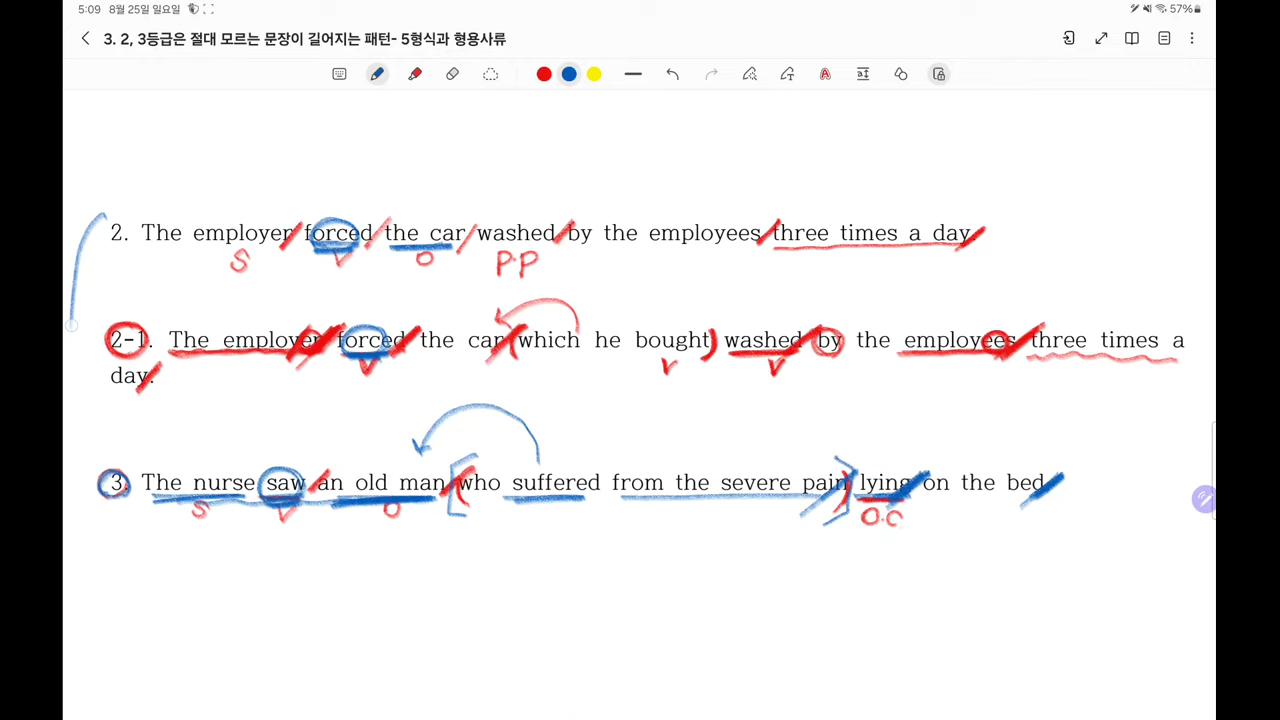 5:09 8월 25일 일요일 57%
3. 2, 3등급은 절대 모르는 문장이 길어지는 패턴- 5형식과 형용사류
2. The employer forced the car washed by the employees three times a day.
S V O P.P
2-1. The employer forced the car which he bought washed by the employees three times a
V V
day.
3. The nurse saw an old man who suffered from the severe pain lying on the bed.
S V O O.C